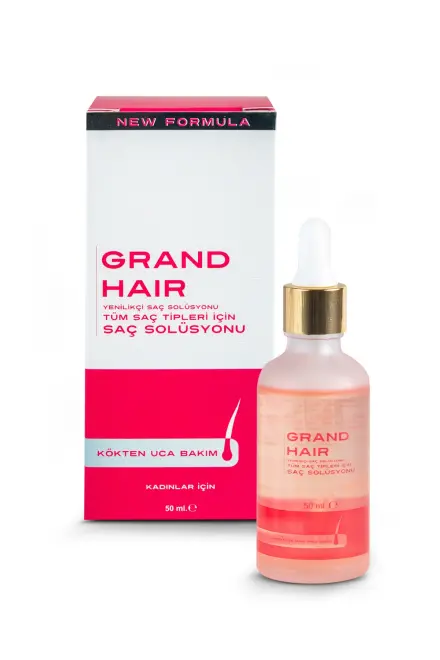 NEW FORMULA
GRAND
HAIR
YENİLİKÇİ SAÇ SOLÜSYONU
TÜM SAÇ TİPLERİ İÇİN
SAÇ SOLÜSYONU
KÖKTEN UCA BAKIM
KADINLAR İÇİN
50 ml. ℮
GRAND
HAIR
TÜM SAÇ TİPLERİ İÇİN
SAÇ SOLÜSYONU
50 ml. ℮